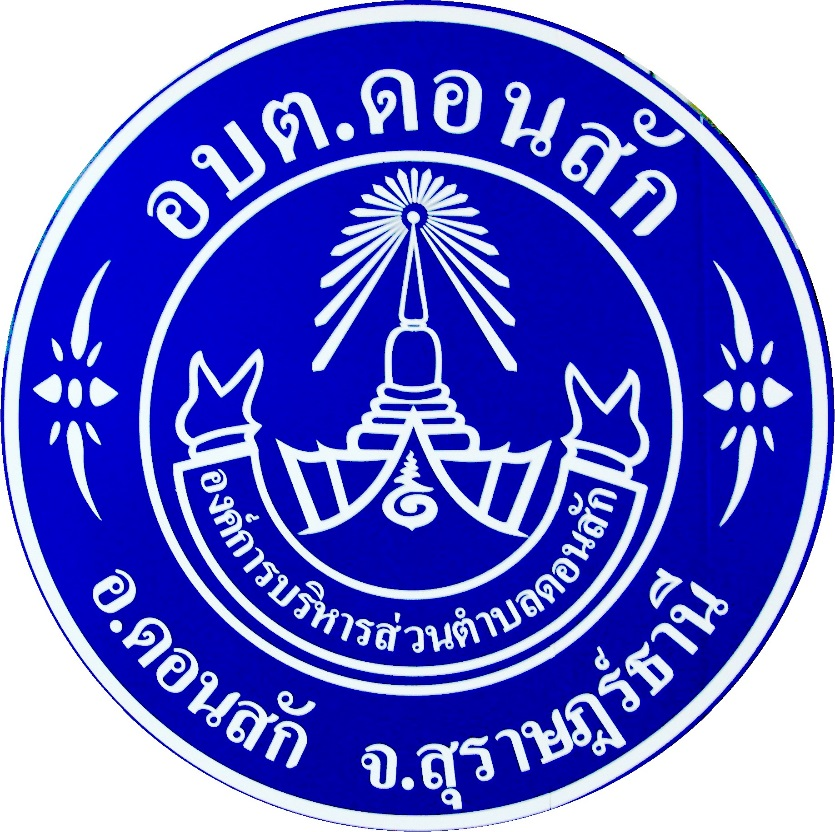 อบต.ดอนสัก
องค์การบริหารส่วนตำบลดอนสัก
อ.ดอนสัก จ.สุราษฎร์ธานี